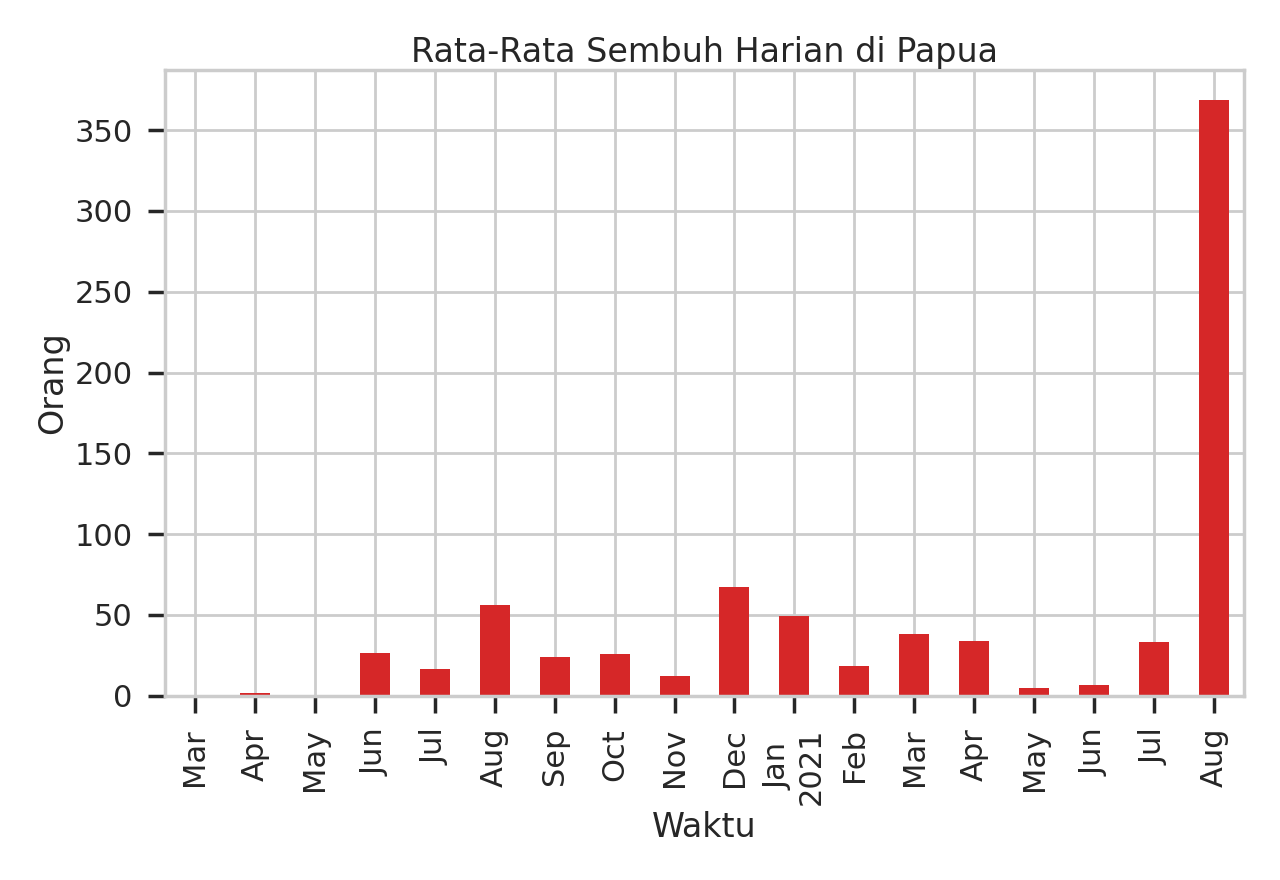 Rata-Rata Sembuh Harian di Papua
350
300
250
200
150
100
50
0
Orang
Mar
Apr
May
Jun
Jul
Aug
Sep
Oct
Nov
Dec
Jan
2021
Feb
Mar
Apr
May
Jun
Jul
Aug
Waktu